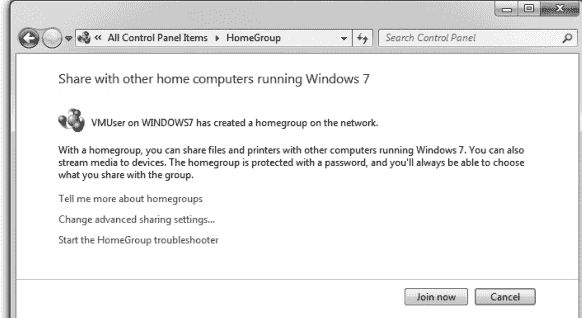 « All Control Panel Items ▸ HomeGroup
Search Control Panel
Share with other home computers running Windows 7
VMUser on WINDOWS7 has created a homegroup on the network.
With a homegroup, you can share files and printers with other computers running Windows 7. You can also
stream media to devices. The homegroup is protected with a password, and you'll always be able to choose
what you share with the group.
Tell me more about homegroups
Change advanced sharing settings...
Start the HomeGroup troubleshooter
Join now
Cancel